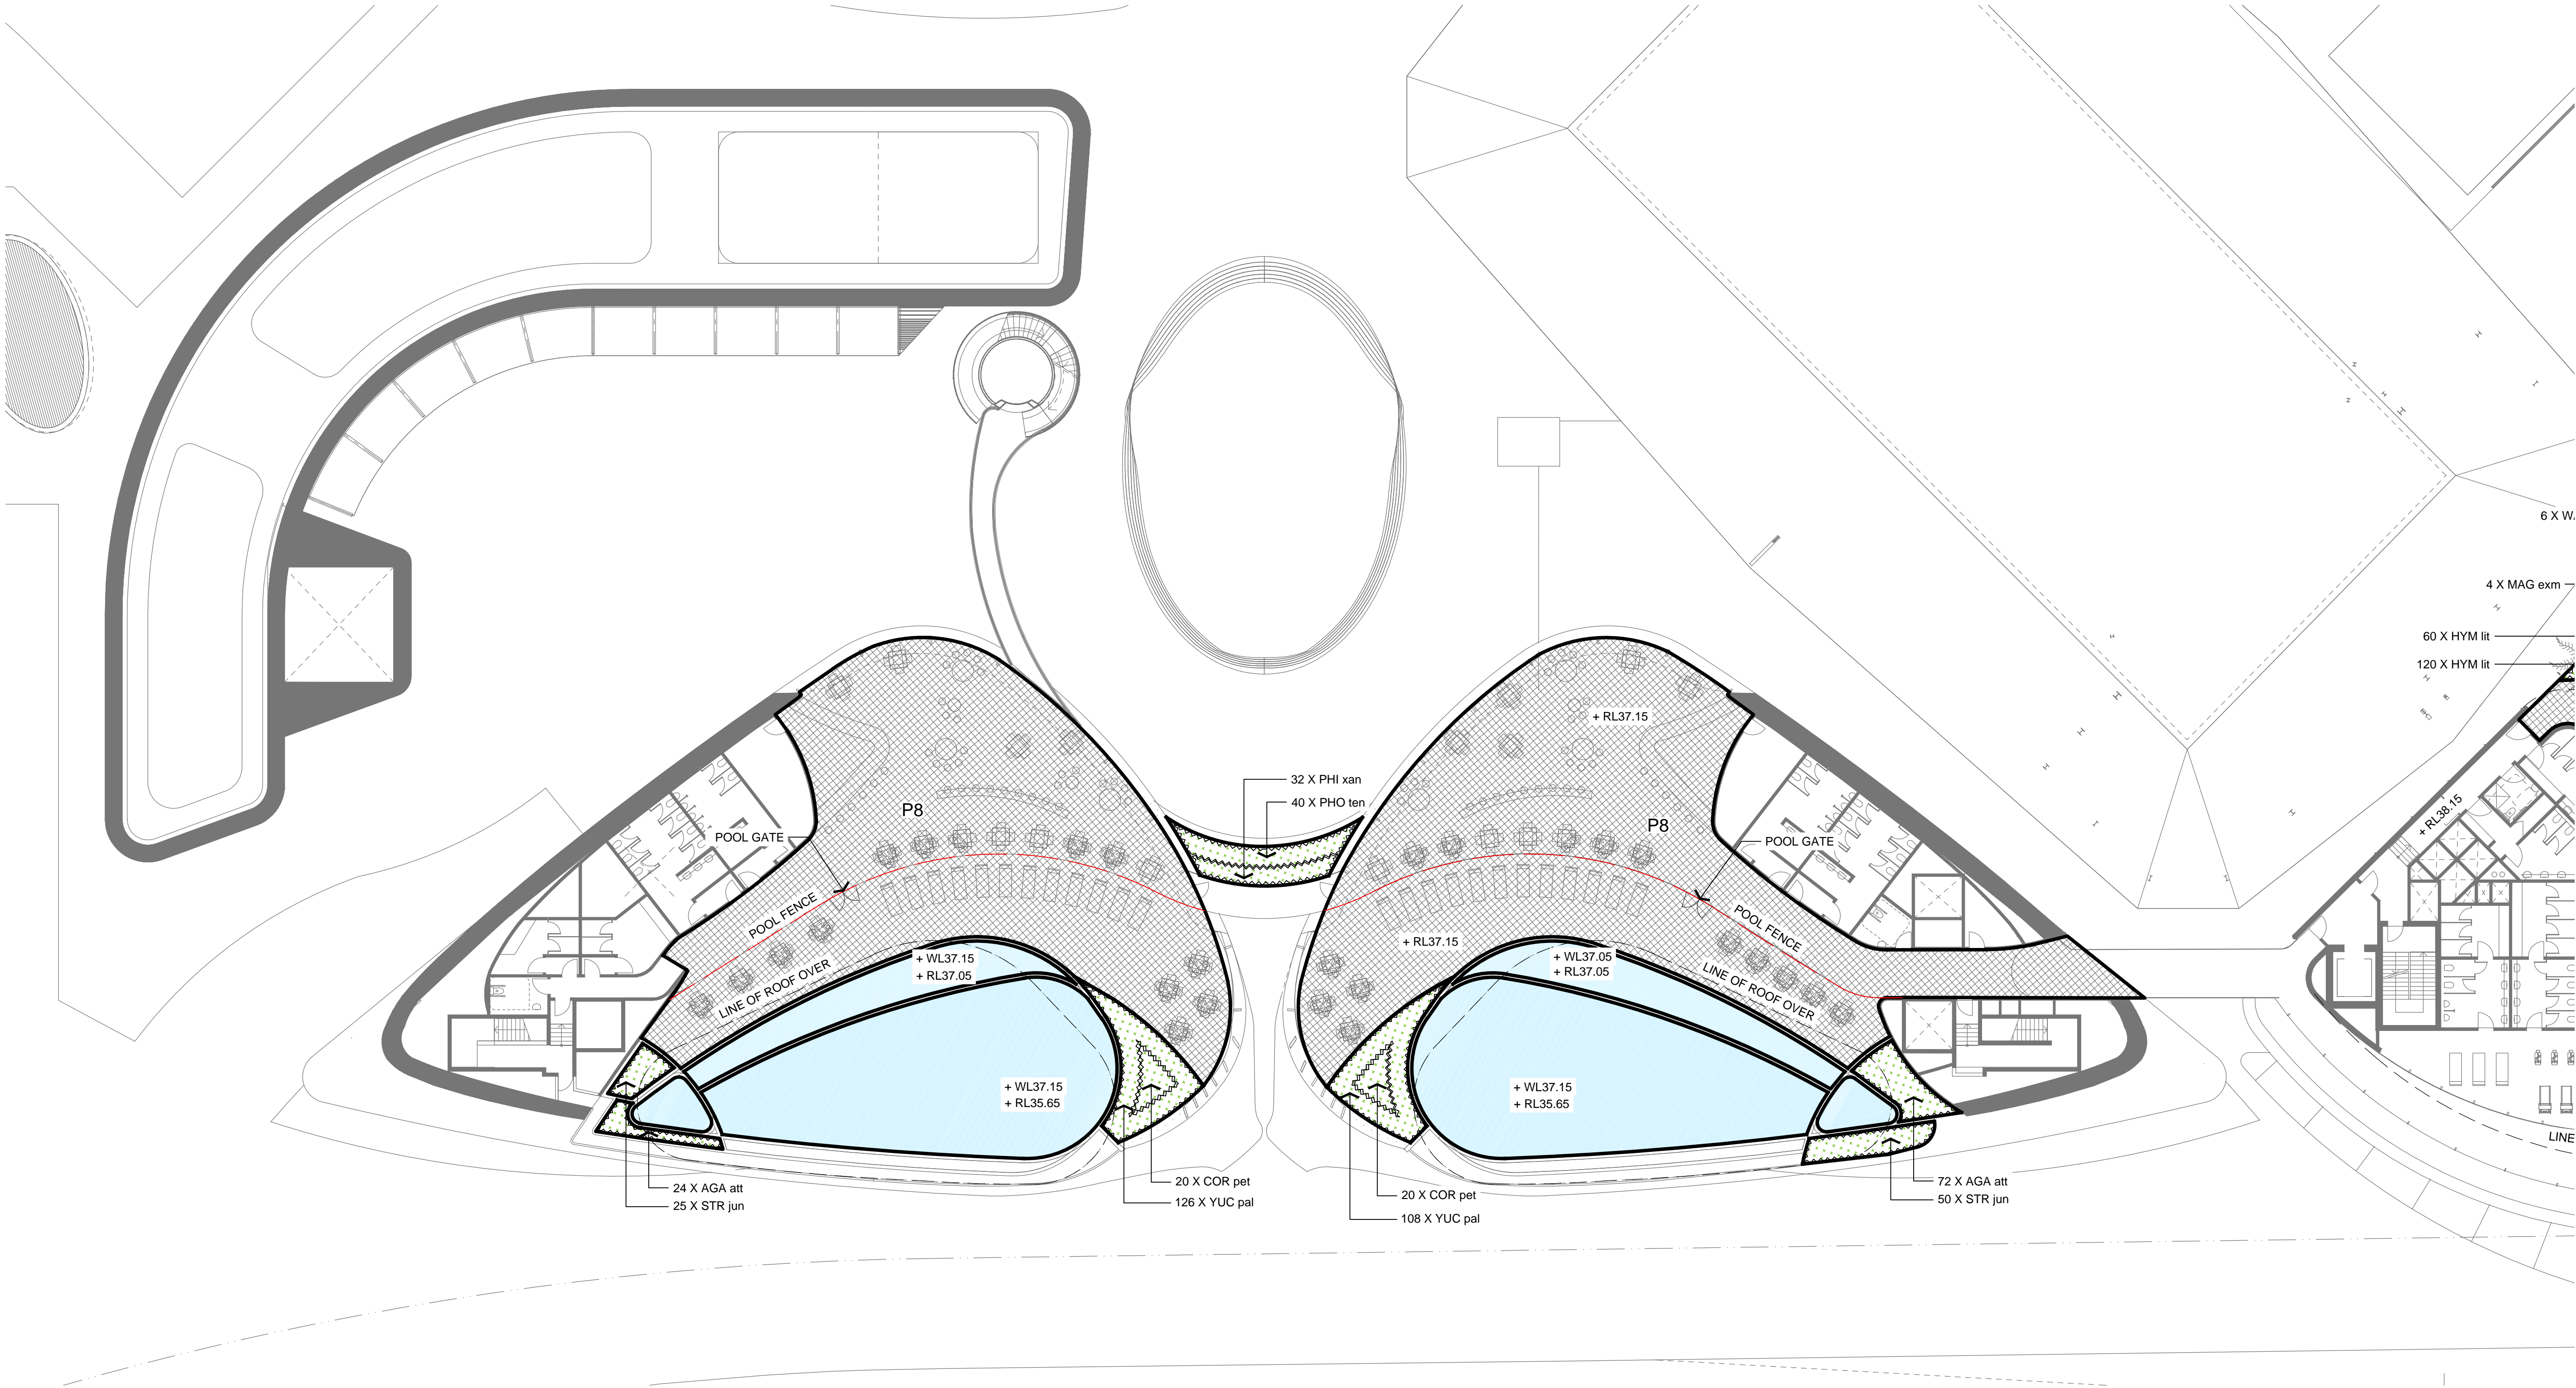 6 X W
4 X MAG exm
60 X HYM lit
120 X HYM lit
+ RL37.15
32 X PHI xan
40 X PHO ten
P8
P8
POOL GATE
POOL GATE
+ RL38.15
POOL FENCE
POOL FENCE
+ RL37.15
+ WL37.15
+ RL37.05
+ WL37.05
+ RL37.05
LINE OF ROOF OVER
LINE OF ROOF OVER
+ WL37.15
+ RL35.65
+ WL37.15
+ RL35.65
LINE
20 X COR pet
126 X YUC pal
24 X AGA att
25 X STR jun
20 X COR pet
108 X YUC pal
72 X AGA att
50 X STR jun